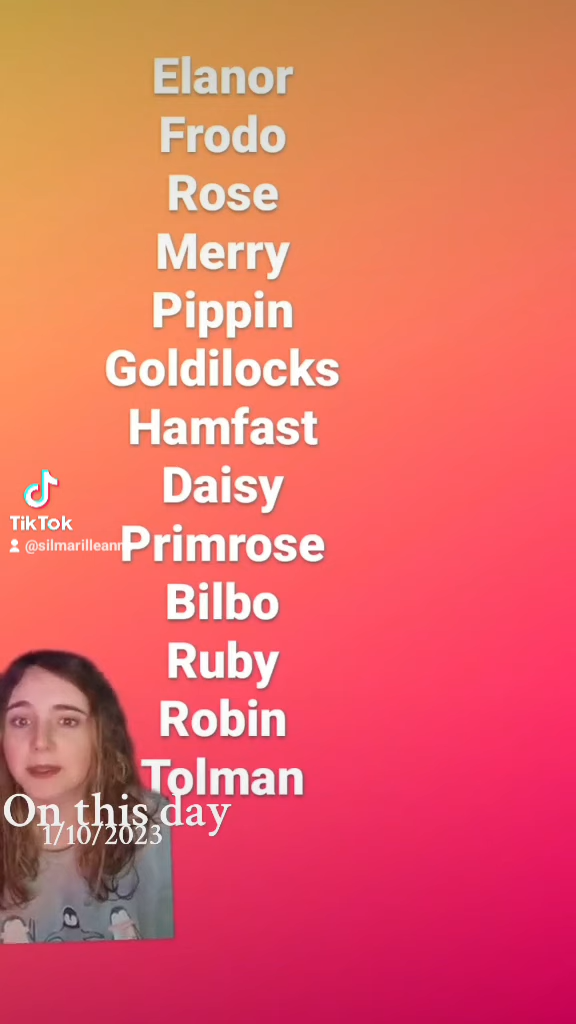 Elanor
Frodo
Rose
Merry
Pippin
Goldilocks
Hamfast
Daisy
TikTok
@silmarilleann
Primrose
Bilbo
Ruby
Robin
Tolman
On this day
1/10/2023